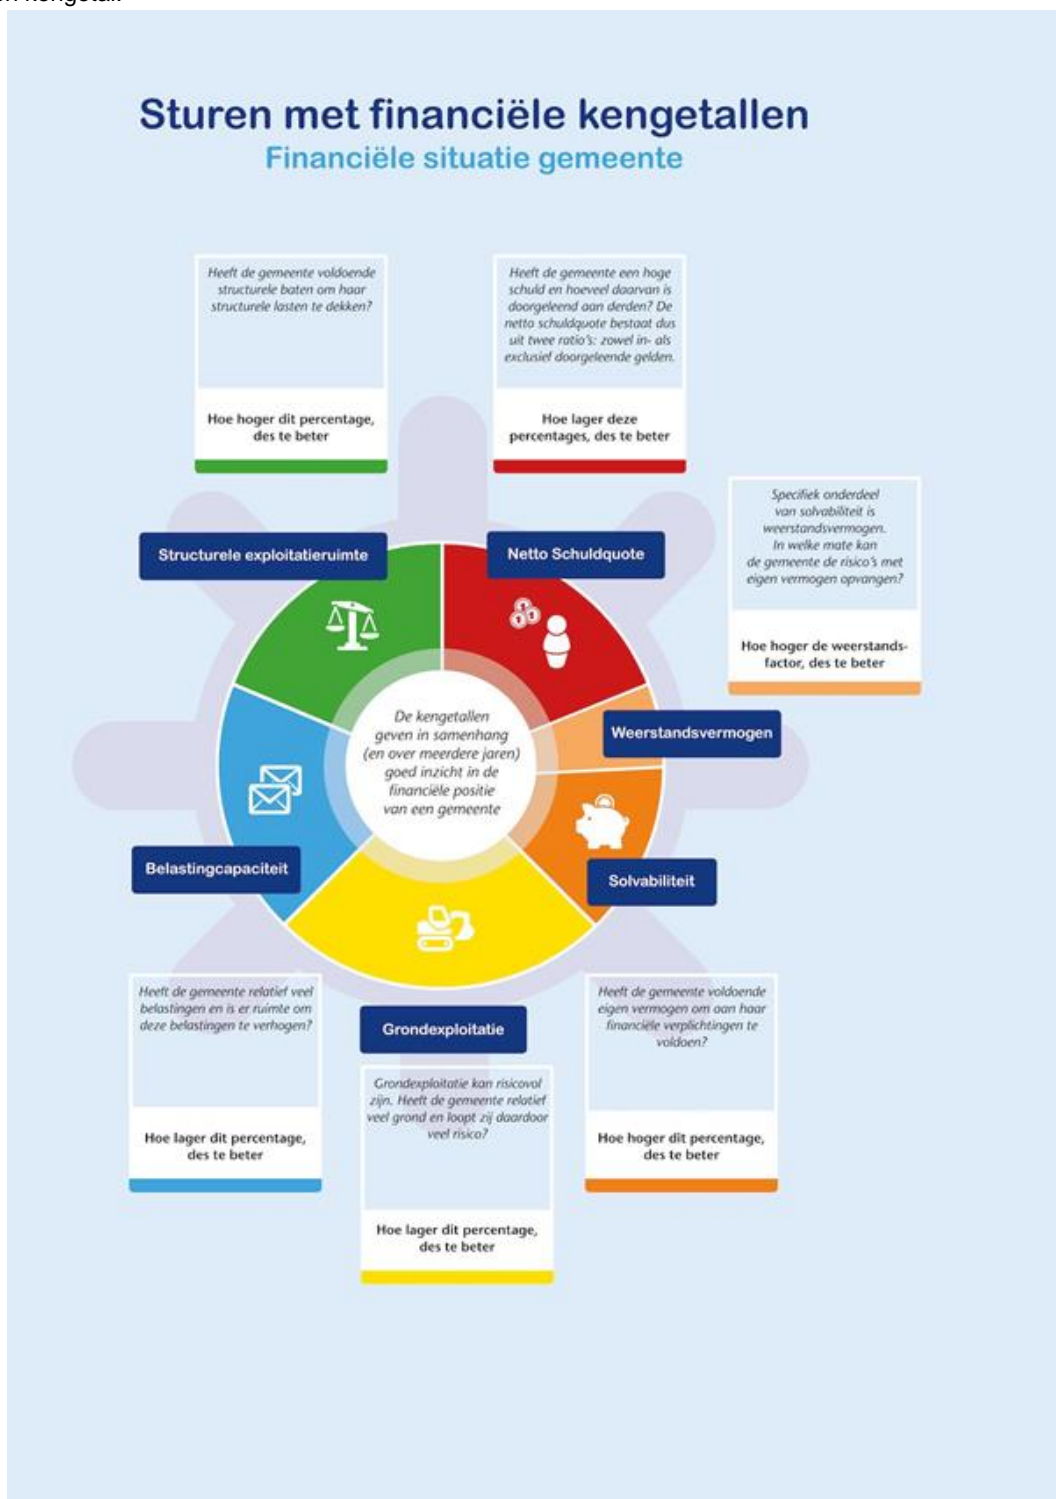 Sturen met financiële kengetallen
Financiële situatie gemeente
Heeft de gemeente voldoende
structurele baten om haar
structurele lasten te dekken?
Hoe hoger dit percentage,
des te beter
Heeft de gemeente een hoge
schuld en hoeveel daarvan is
doorgeleend aan derden? De
netto schuldquote bestaat dus
uit twee ratio's: zowel in- als
exclusief doorgeleende gelden.
Hoe lager deze
percentages, des te beter
Specifiek onderdeel
van solvabiliteit is
weerstandsvermogen.
In welke mate kan
de gemeente de risico's met
eigen vermogen opvangen?
Hoe hoger de weerstands-
factor, des te beter
Structurele exploitatieruimte
Netto Schuldquote
Weerstandsvermogen
De kengetallen
geven in samenhang
(en over meerdere jaren)
goed inzicht in de
financiële positie
van een gemeente
Belastingcapaciteit
Solvabiliteit
Grondexploitatie
Heeft de gemeente relatief veel
belastingen en is er ruimte om
deze belastingen te verhogen?
Hoe lager dit percentage,
des te beter
Grondexploitatie kan risicovol
zijn. Heeft de gemeente relatief
veel grond en loopt zij daardoor
veel risico?
Hoe lager dit percentage,
des te beter
Heeft de gemeente voldoende
eigen vermogen om aan haar
financiële verplichtingen te
voldoen?
Hoe hoger dit percentage,
des te beter